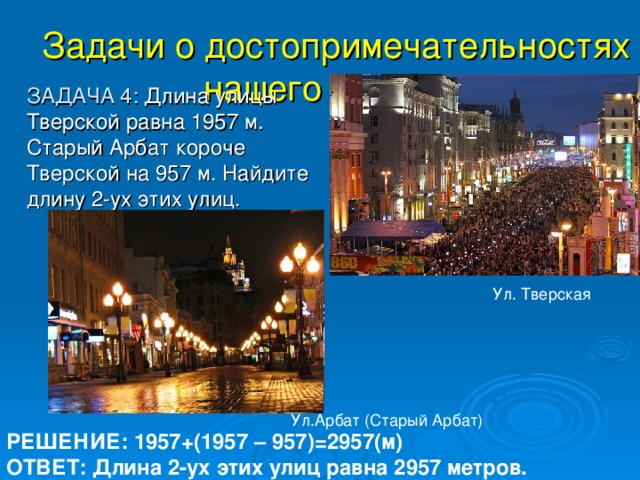 Задачи о достопримечательностях
нашего
ЗАДАЧА 4: Длина улицы
Тверской равна 1957 м.
Старый Арбат короче
Тверской на 957 м. Найдите
длину 2-ух этих улиц.
Ул. Тверская
Ул.Арбат (Старый Арбат)
РЕШЕНИЕ: 1957+(1957 – 957)=2957(м)
ОТВЕТ: Длина 2-ух этих улиц равна 2957 метров.